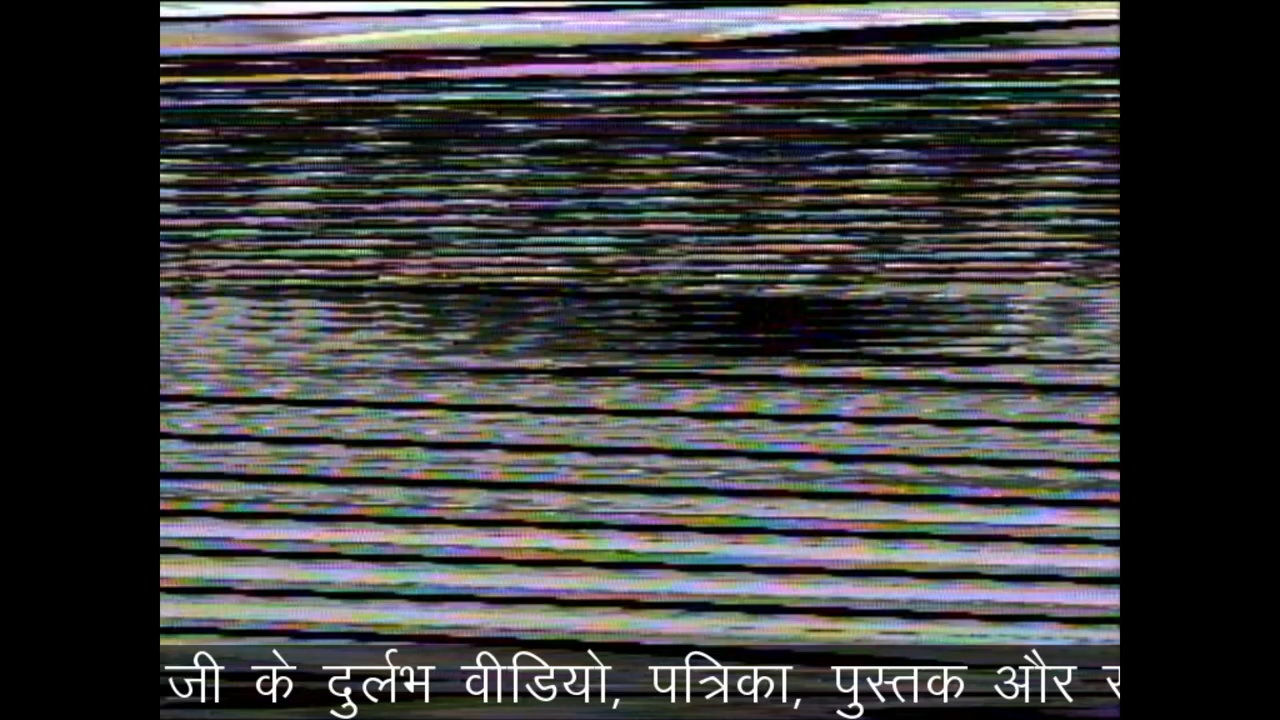 जी के दुर्लभ वीडियो, पत्रिका, पुस्तक और